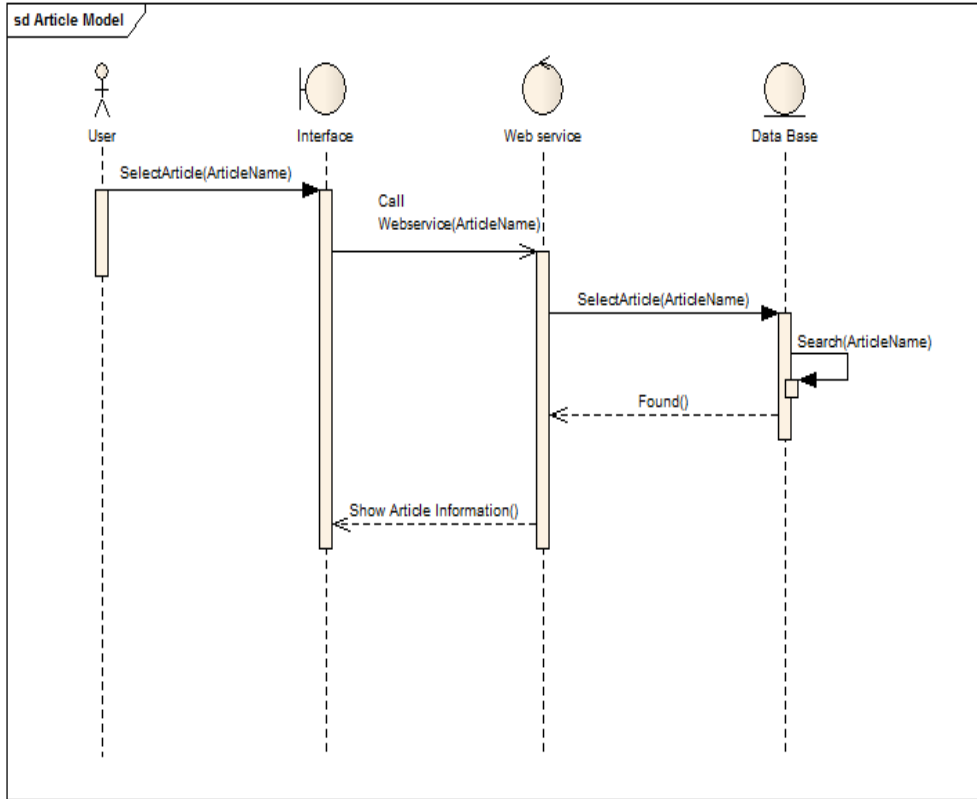 sd Article Model
User
Interface
Web service
Data Base
SelectArticle(ArticleName)
Call
Webservice(ArticleName)
SelectArticle(ArticleName)
Search(ArticleName)
Found()
Show Article Information()